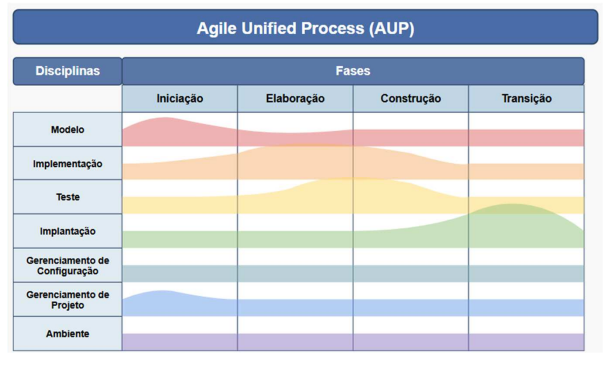 Agile Unified Process (AUP)
Disciplinas
Fases
Iniciação
Elaboração
Construção
Transição
Modelo
Implementação
Teste
Implantação
Gerenciamento de
Configuração
Gerenciamento de
Projeto
Ambiente